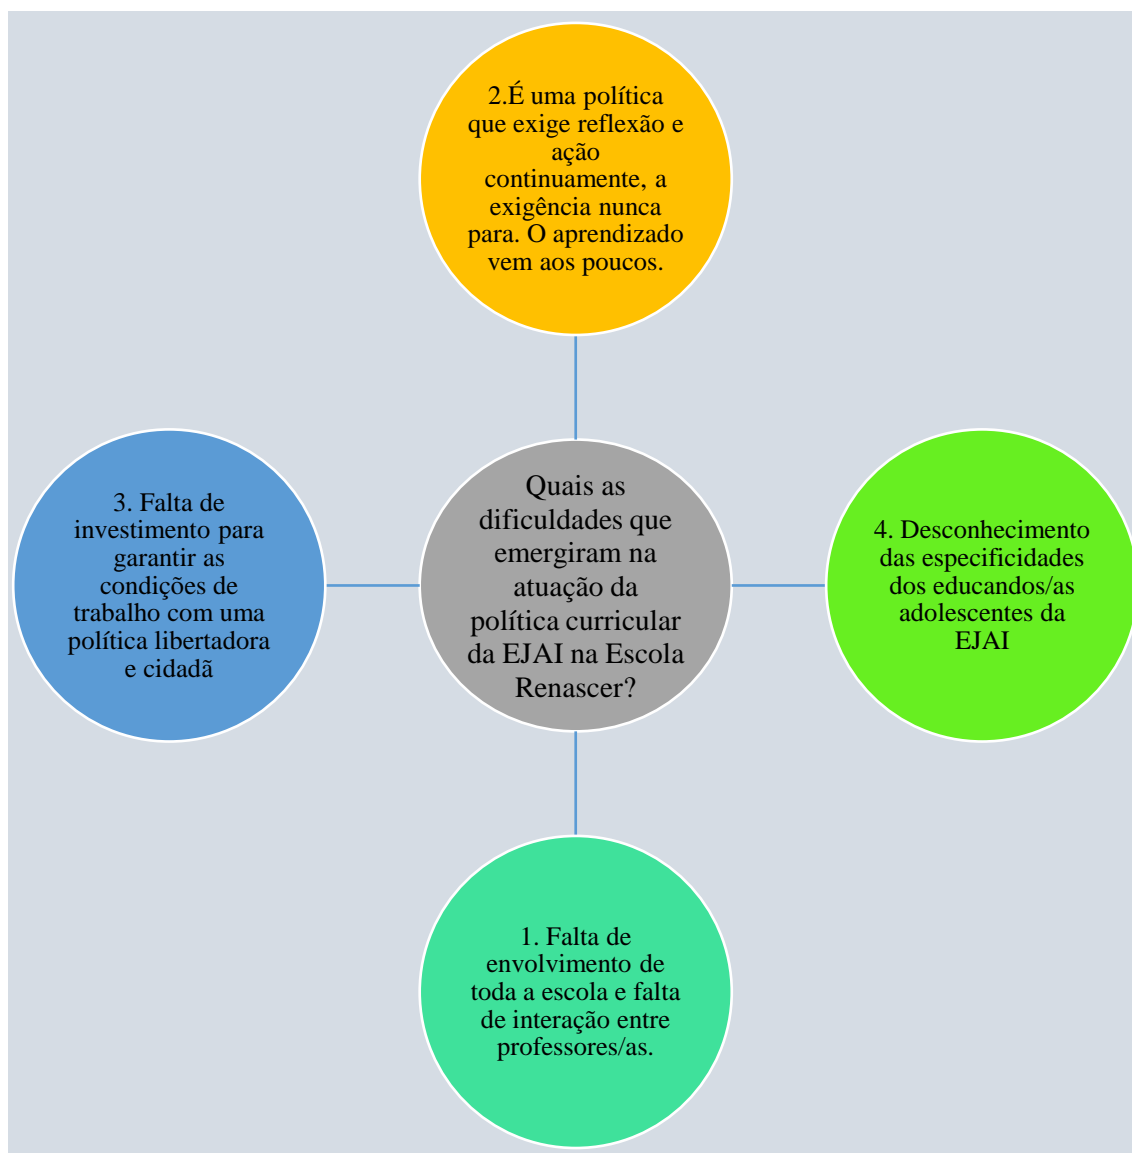 2.É uma política
que exige reflexão e
ação
continuamente, a
exigência nunca
para. O aprendizado
vem aos poucos.
3. Falta de
investimento para
garantir as
condições de
trabalho com uma
política libertadora
e cidadã
Quais as
dificuldades que
emergiram na
atuação da
política curricular
da EJAI na Escola
Renascer?
4. Desconhecimento
das especificidades
dos educandos/as
adolescentes da
EJAI
1. Falta de
envolvimento de
toda a escola e falta
de interação entre
professores/as.